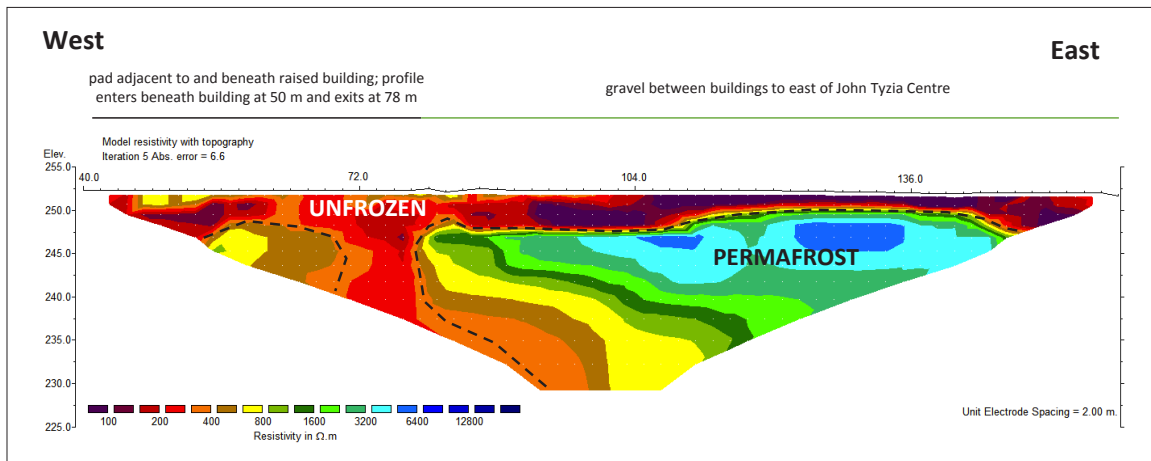 West
East
pad adjacent to and beneath raised building; profile
enters beneath building at 50 m and exits at 78 m
gravel between buildings to east of John Tyzia Centre
Model resistivity with topography
Iteration 5 Abs. error = 6.6
Elev.
255.0
40.0
72.0
104.0
136.0
250.0
UNFROZEN
245.0
PERMAFROST
240.0
235.0
230.0
225.0
100 200 400 800 1600 3200 6400 12800
Resistivity in Ω.m
Unit Electrode Spacing = 2.00 m.